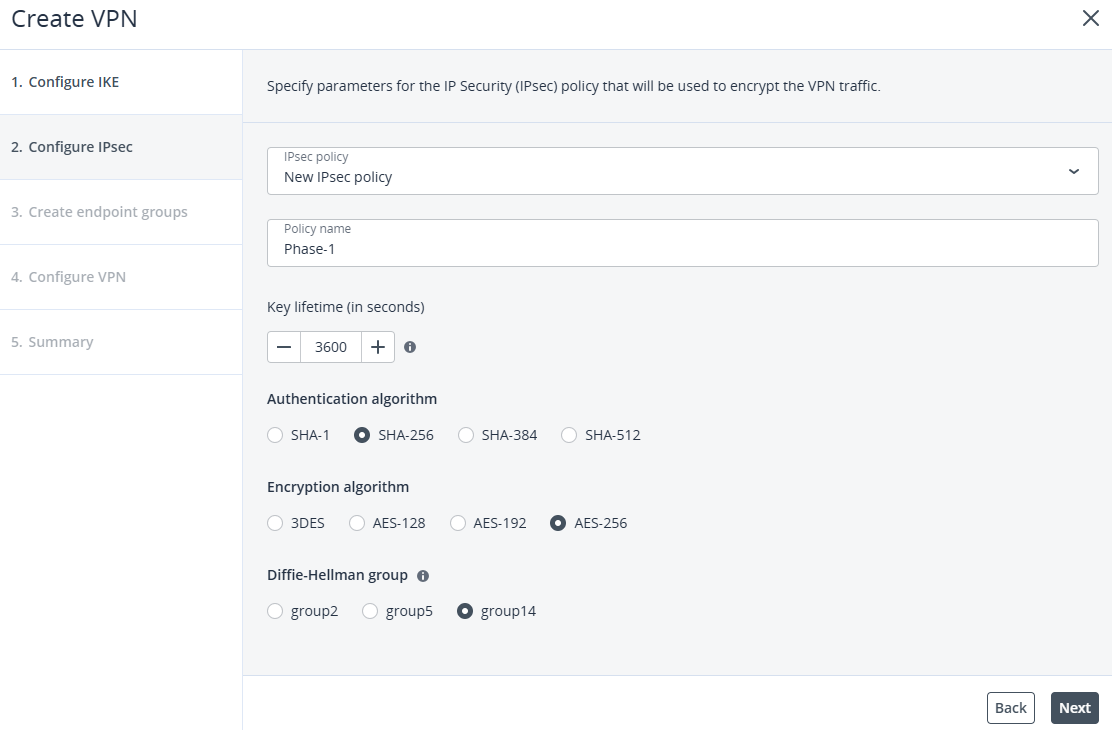 Create VPN
1. Configure IKE
2. Configure IPsec
3. Create endpoint groups
4. Configure VPN
5. Summary
Specify parameters for the IP Security (IPsec) policy that will be used to encrypt the VPN traffic.
IPsec policy
New IPsec policy
Policy name
Phase-1
Key lifetime (in seconds)
3600
Authentication algorithm
SHA-1 SHA-256 SHA-384 SHA-512
Encryption algorithm
3DES AES-128 AES-192 AES-256
Diffie-Hellman group
group2 group5 group14
Back Next